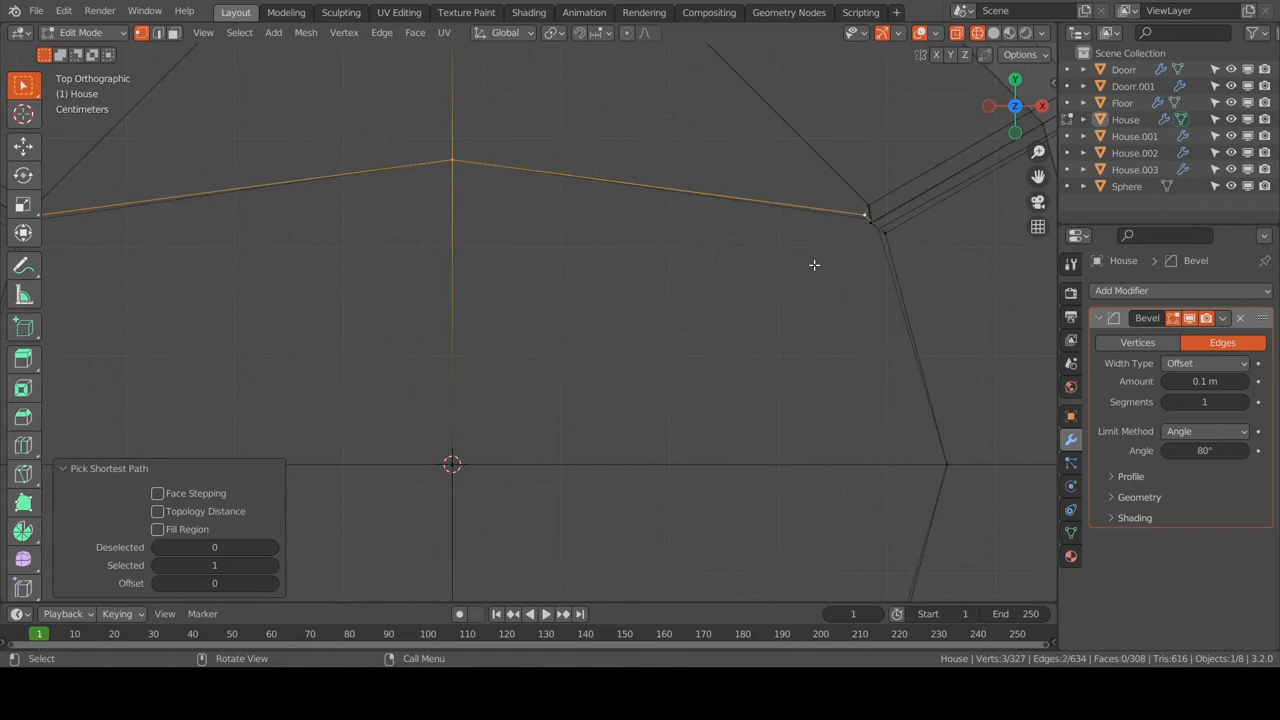 File Edit Render Window Help Layout Modeling Sculpting UV Editing Texture Paint Shading Animation Rendering Compositing Geometry Nodes Scripting + Scene ViewLayer
Edit Mode View Select Add Mesh Vertex Edge Face UV Global
X Y Z Options
Top Orthographic
(1) House
Centimeters
Y
X
Z
Scene Collection
Doorr
Doorr.001
Floor
House
House.001
House.002
House.003
Sphere
House > Bevel
Add Modifier
Bevel
Vertices Edges
Width Type Offset
Amount 0.1 m
Segments 1
Limit Method Angle
Angle 80°
Profile
Geometry
Shading
Pick Shortest Path
Face Stepping
Topology Distance
Fill Region
Deselected 0
Selected 1
Offset 0
Playback Keying View Marker 1 Start 1 End 250
1 10 20 30 40 50 60 70 80 90 100 110 120 130 140 150 160 170 180 190 200 210 220 230 240 250
Select Rotate View Call Menu House | Verts:3/327 | Edges:2/634 | Faces:0/308 | Tris:616 | Objects:1/8 | 3.2.0